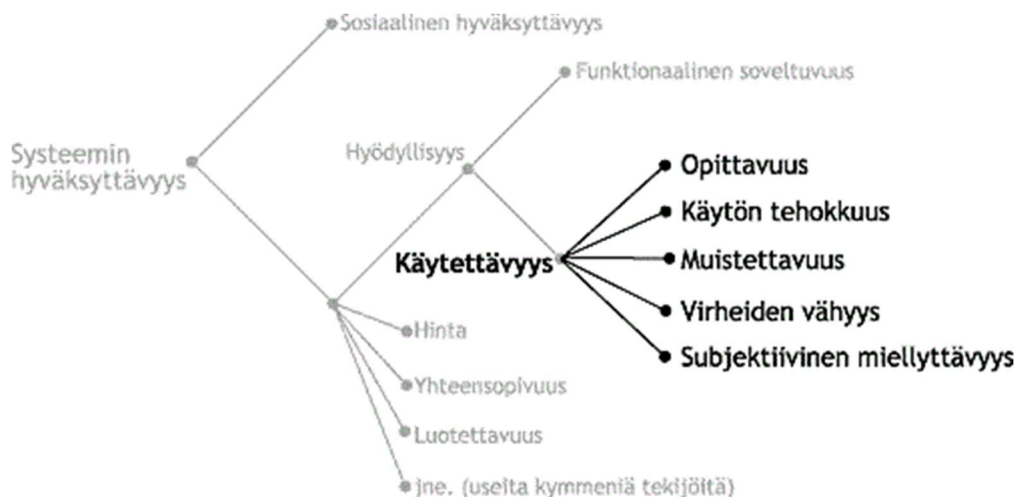 Sosiaalinen hyväksyttävyys
Funktionaalinen soveltuvuus
Systeemin
hyväksyttävyys
Hyödyllisyys
Opittavuus
Käytön tehokkuus
Käytettävyys
Muistettavuus
Virheiden vähyys
Subjektiivinen miellyttävyys
Hinta
Yhteensopivuus
Luotettavuus
jne. (useita kymmeniä tekijöitä)